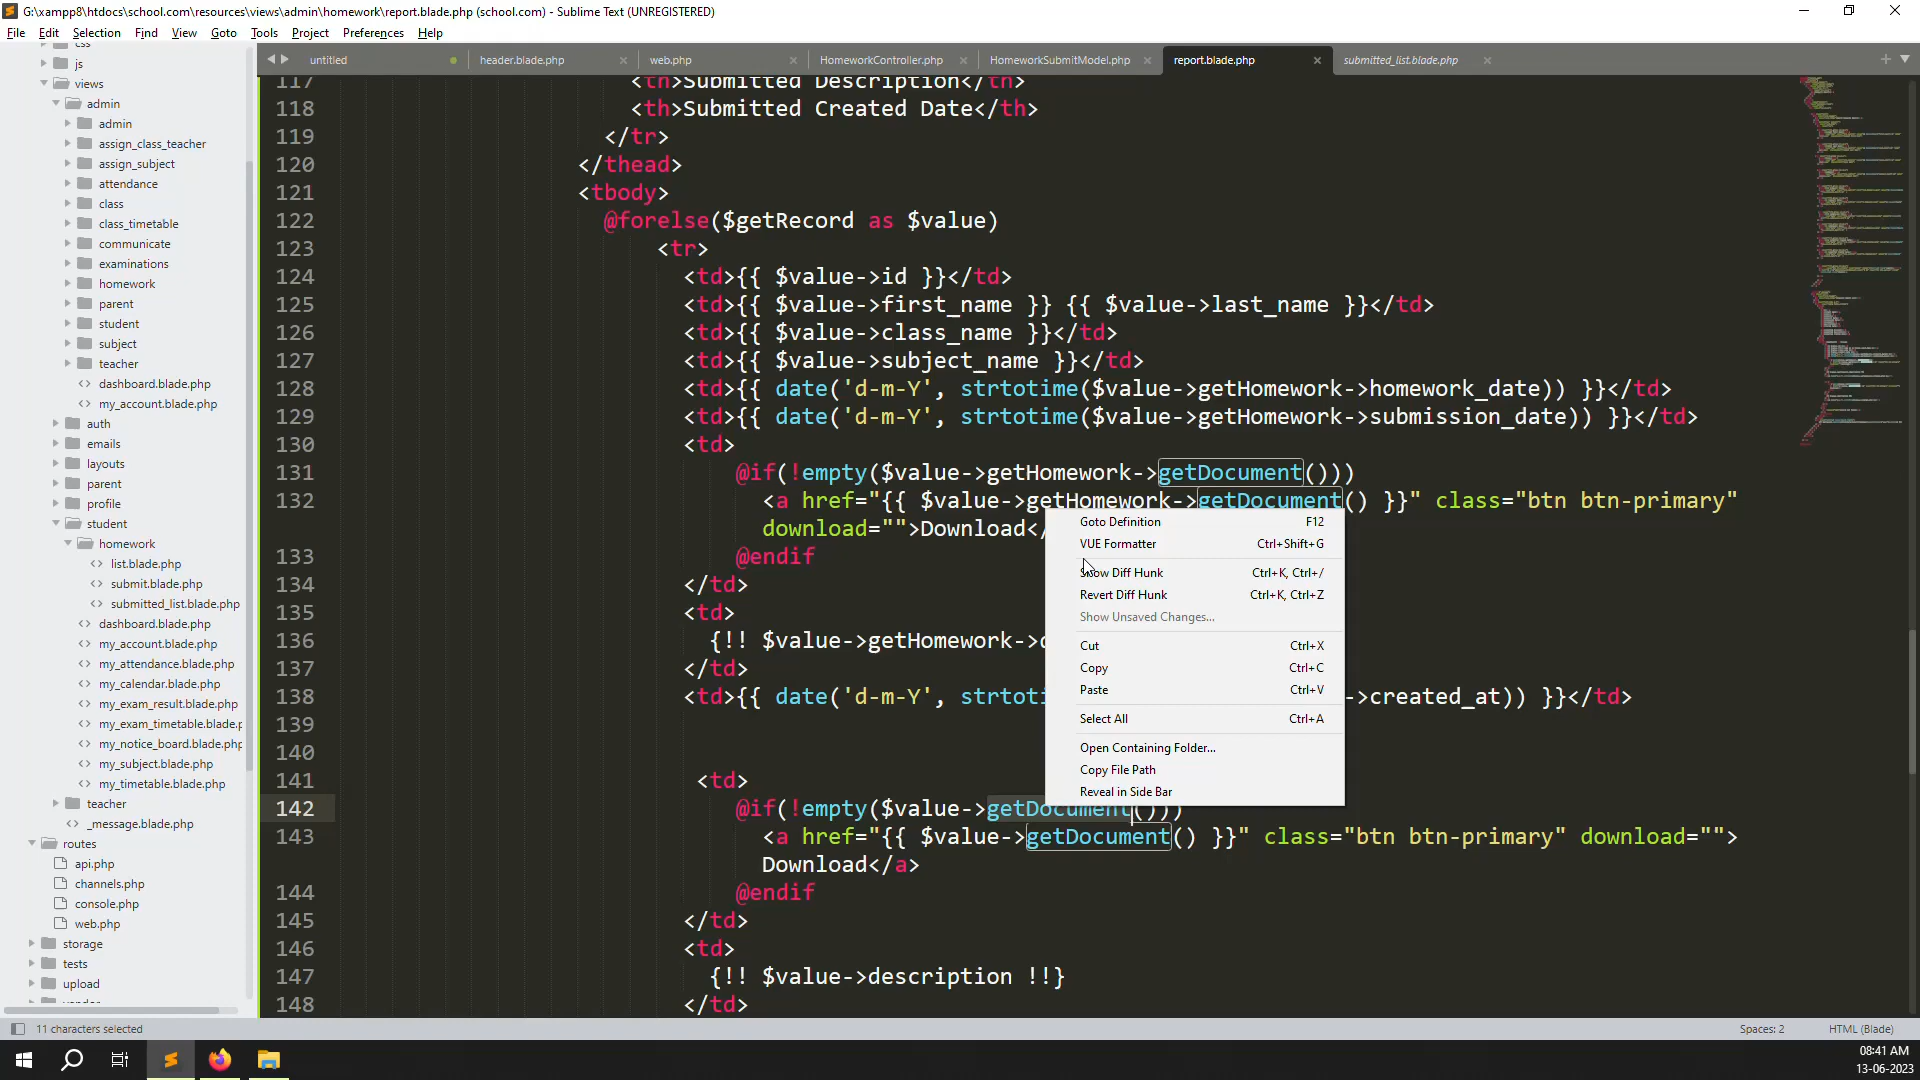 G:\xampp8\htdocs\school.com\resources\views\admin\homework\report.blade.php (school.com) - Sublime Text (UNREGISTERED)
File Edit Selection Find View Goto Tools Project Preferences Help
untitled header.blade.php web.php HomeworkController.php HomeworkSubmitModel.php report.blade.php submitted_list.blade.php
css
js
views
admin
admin
assign_class_teacher
assign_subject
attendance
class
class_timetable
communicate
examinations
homework
parent
student
subject
teacher
dashboard.blade.php
my_account.blade.php
auth
emails
layouts
parent
profile
student
homework
list.blade.php
submit.blade.php
submitted_list.blade.php
dashboard.blade.php
my_account.blade.php
my_attendance.blade.php
my_calendar.blade.php
my_exam_result.blade.php
my_exam_timetable.blade.p
my_notice_board.blade.php
my_subject.blade.php
my_timetable.blade.php
teacher
_message.blade.php
routes
api.php
channels.php
console.php
web.php
storage
tests
upload
117 <th>Submitted Description</th>
118 <th>Submitted Created Date</th>
119 </tr>
120 </thead>
121 <tbody>
122 @forelse($getRecord as $value)
123 <tr>
124 <td>{{ $value->id }}</td>
125 <td>{{ $value->first_name }} {{ $value->last_name }}</td>
126 <td>{{ $value->class_name }}</td>
127 <td>{{ $value->subject_name }}</td>
128 <td>{{ date('d-m-Y', strtotime($value->getHomework->homework_date)) }}</td>
129 <td>{{ date('d-m-Y', strtotime($value->getHomework->submission_date)) }}</td>
130 <td>
131 @if(!empty($value->getHomework->getDocument()))
132 <a href="{{ $value->getHomework->getDocument() }}" class="btn btn-primary"
download="">Download</
133 @endif
134 </td>
135 <td>
136 {!! $value->getHomework->
137 </td>
138 <td>{{ date('d-m-Y', strtoti ->created_at)) }}</td>
139
140
141 <td>
142 @if(!empty($value->getDocument()))
143 <a href="{{ $value->getDocument() }}" class="btn btn-primary" download="">
Download</a>
144 @endif
145 </td>
146 <td>
147 {!! $value->description !!}
148 </td>
Goto Definition F12
VUE Formatter Ctrl+Shift+G
Show Diff Hunk Ctrl+K, Ctrl+/
Revert Diff Hunk Ctrl+K, Ctrl+Z
Show Unsaved Changes...
Cut Ctrl+X
Copy Ctrl+C
Paste Ctrl+V
Select All Ctrl+A
Open Containing Folder...
Copy File Path
Reveal in Side Bar
11 characters selected Spaces: 2 HTML (Blade)
08:41 AM
13-06-2023